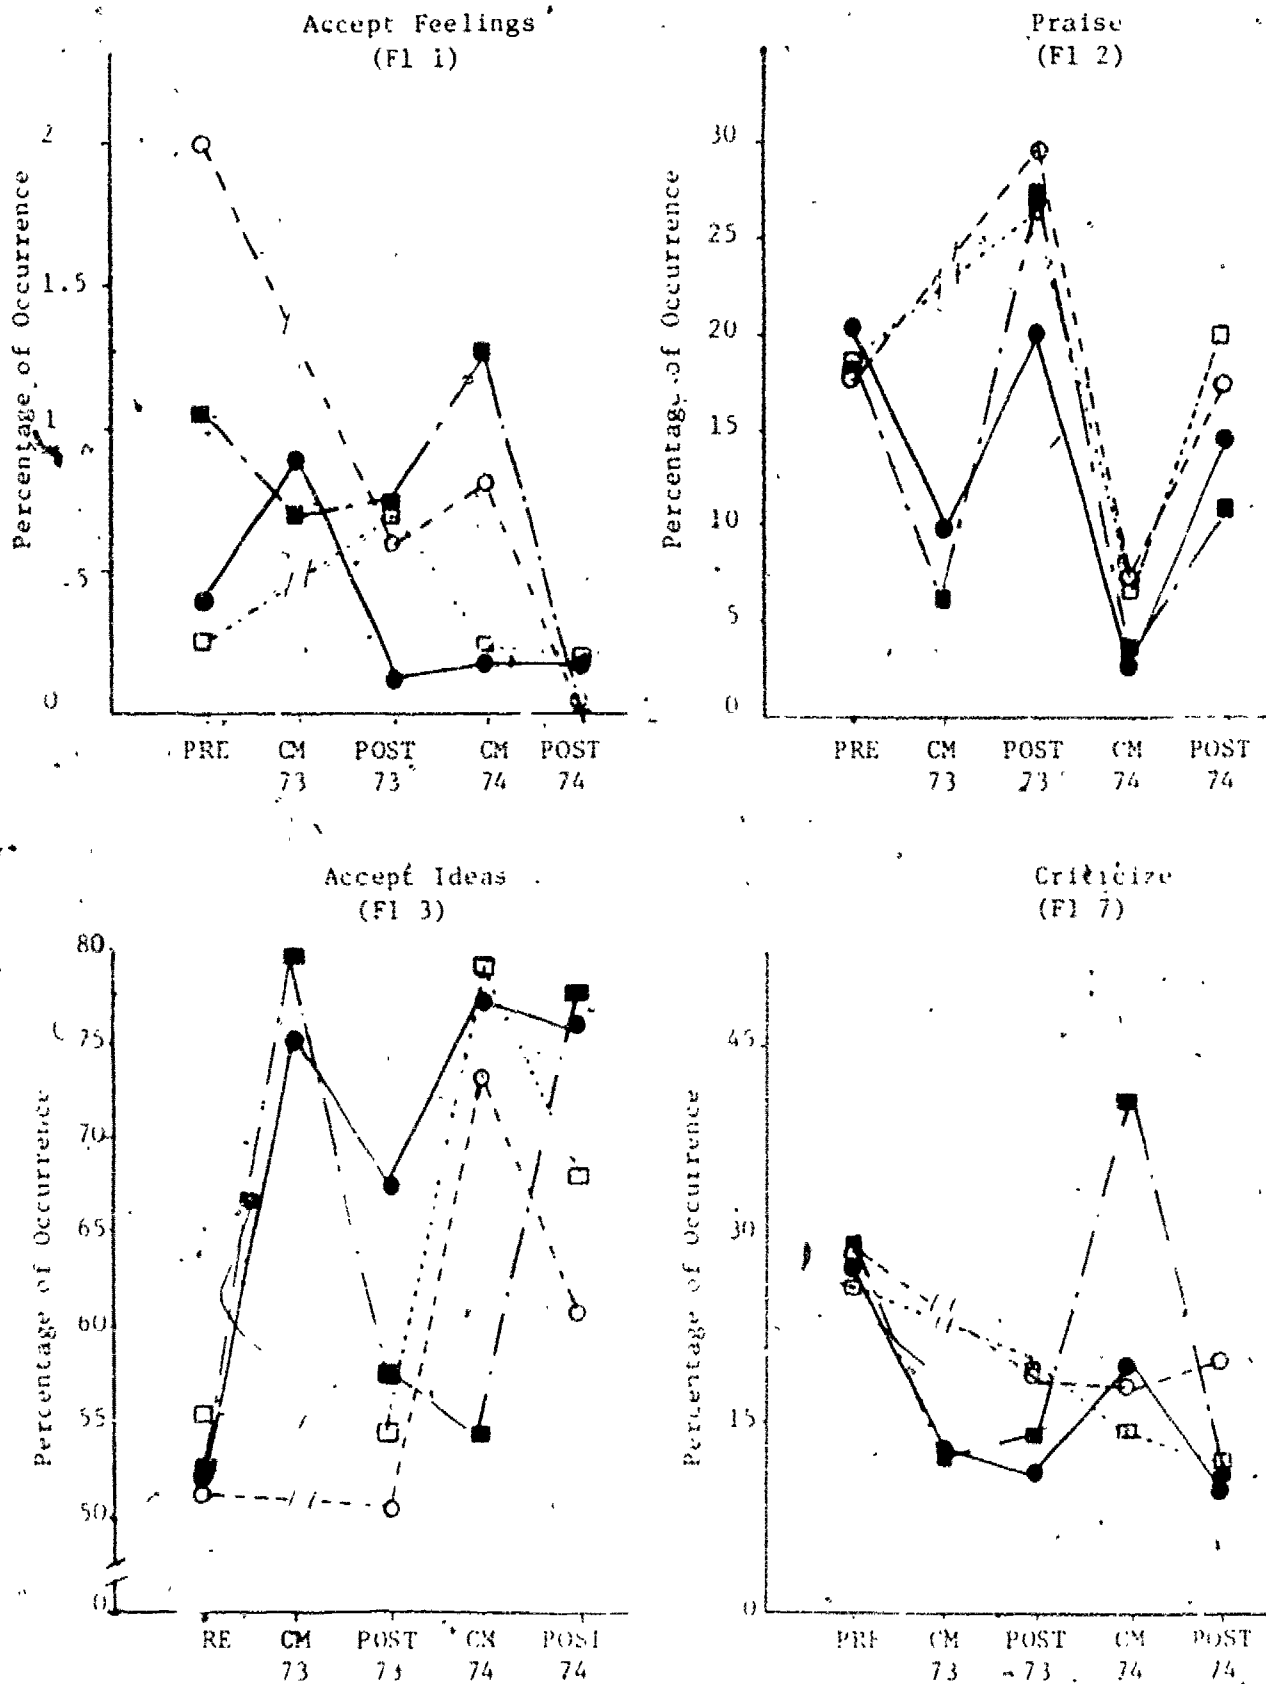 Accept Feelings
(Fl 1)
Percentage of Occurrence
2
1.5
1
.5
0
PRE CM POST CM POST
73 73 74 74
Praise
(Fl 2)
Percentage of Occurrence
30
25
20
15
10
5
0
PRE CM POST CM POST
73 73 74 74
Accept Ideas
(Fl 3)
Percentage of Occurrence
80
75
70
65
60
55
50
0
RE CM POST CM POST
73 73 74 74
Criticize
(Fl 7)
Percentage of Occurrence
45
30
15
0
PRE CM POST CM POST
73 73 74 74